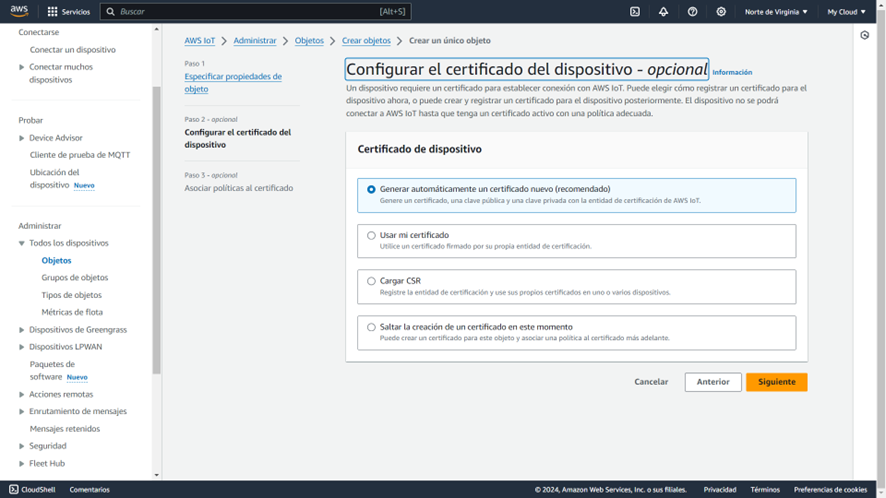 aws
Servicios
Buscar
[Alt+S]
Norte de Virginia ▼
My Cloud ▼
Conectarse
Conectar un dispositivo
Conectar muchos
dispositivos
Probar
Device Advisor
Cliente de prueba de MQTT
Ubicación del
dispositivo Nuevo
Administrar
Todos los dispositivos
Objetos
Grupos de objetos
Tipos de objetos
Métricas de flota
Dispositivos de Greengrass
Dispositivos LPWAN
Paquetes de
software Nuevo
Acciones remotas
Enrutamiento de mensajes
Mensajes retenidos
Seguridad
Fleet Hub
AWS IoT > Administrar > Objetos > Crear objetos > Crear un único objeto
Paso 1
Especificar propiedades de
objeto
Paso 2 - opcional
Configurar el certificado del
dispositivo
Paso 3 - opcional
Asociar políticas al certificado
Configurar el certificado del dispositivo - opcional Información
Un dispositivo requiere un certificado para establecer conexión con AWS IoT. Puede elegir cómo registrar un certificado para el
dispositivo ahora, o puede crear y registrar un certificado para el dispositivo posteriormente. El dispositivo no se podrá
conectar a AWS IoT hasta que tenga un certificado activo con una política adecuada.
Certificado de dispositivo
Generar automáticamente un certificado nuevo (recomendado)
Genere un certificado, una clave pública y una clave privada con la entidad de certificación de AWS IoT.
Usar mi certificado
Utilice un certificado firmado por su propia entidad de certificación.
Cargar CSR
Registre la entidad de certificación y use sus propios certificados en uno o varios dispositivos.
Saltar la creación de un certificado en este momento
Puede crear un certificado para este objeto y asociar una política al certificado más adelante.
Cancelar
Anterior
Siguiente
CloudShell
Comentarios
© 2024, Amazon Web Services, Inc. o sus filiales.
Privacidad
Términos
Preferencias de cookies